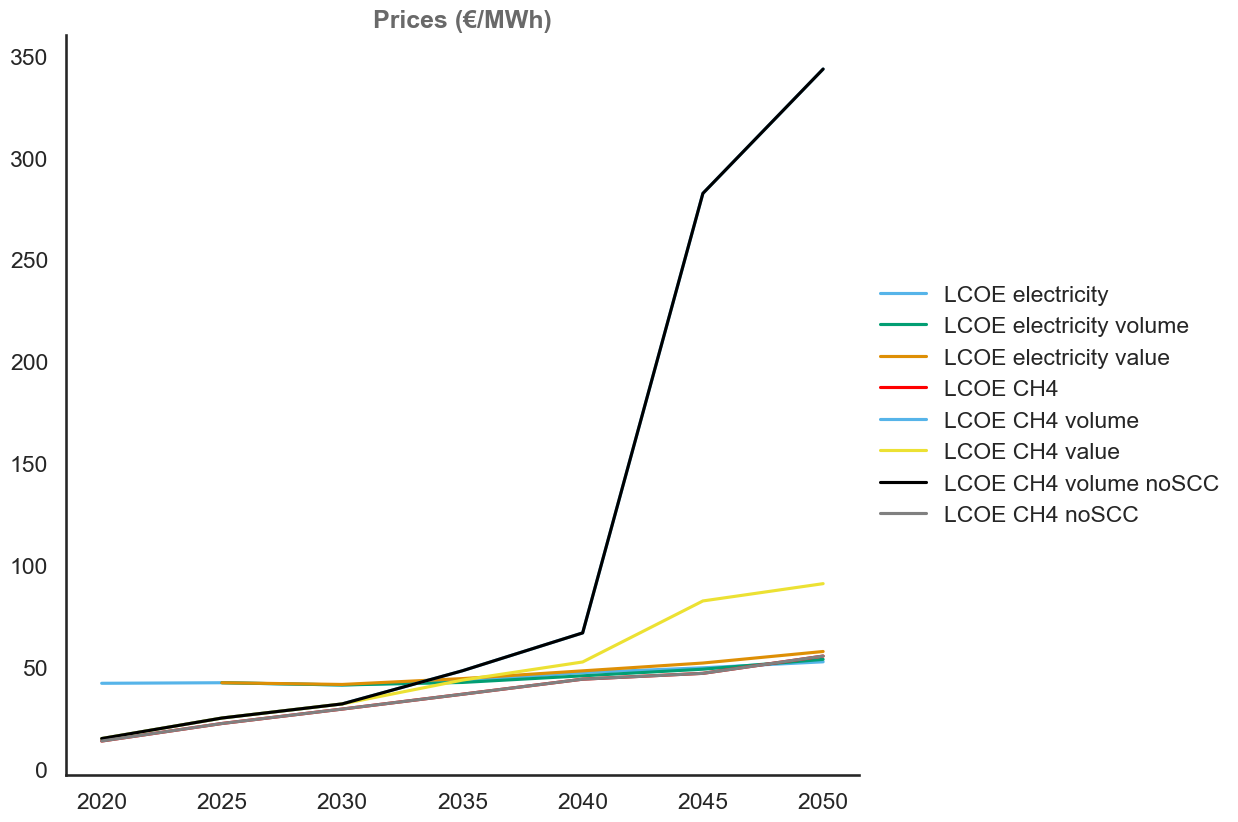 Prices (€/MWh)
350
300
250
200
150
100
50
0
2020 2025 2030 2035 2040 2045 2050
LCOE electricity
LCOE electricity volume
LCOE electricity value
LCOE CH4
LCOE CH4 volume
LCOE CH4 value
LCOE CH4 volume noSCC
LCOE CH4 noSCC